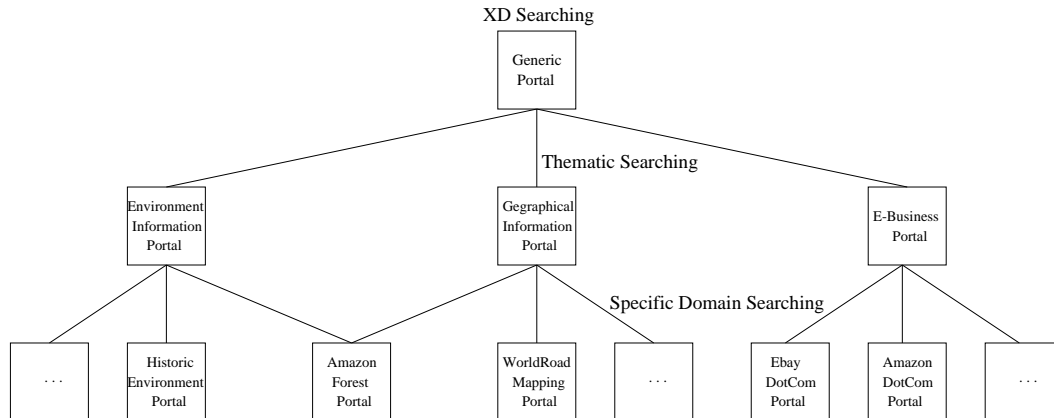 XD Searching
Generic
Portal
Thematic Searching
Environment
Information
Portal
Gegraphical
Information
Portal
E-Business
Portal
Specific Domain Searching
. . .
Historic
Environment
Portal
Amazon
Forest
Portal
WorldRoad
Mapping
Portal
. . .
Ebay
DotCom
Portal
Amazon
DotCom
Portal
. . .